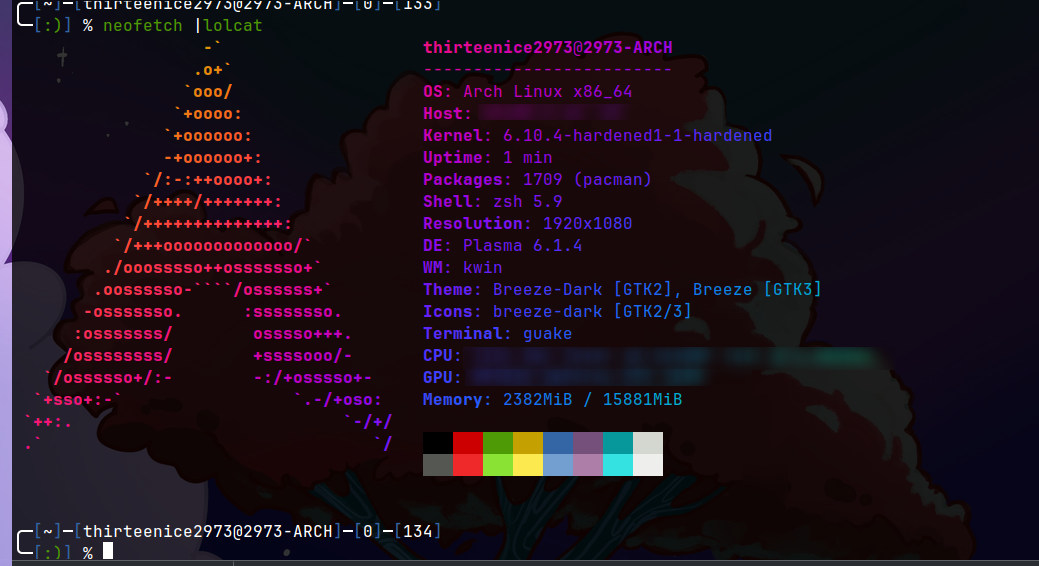 [~]—[thirteenice2973@2973-ARCH]—[0]—[133]
[:)] % neofetch |lolcat
-`
.o+`
`ooo/
`+oooo:
`+oooooo:
-+oooooo+:
`/:-:++oooo+:
`/++++/+++++++:
`/++++++++++++++:
`/+++ooooooooooooo/`
./ooosssso++osssssso+`
.oossssso-````/ossssss+`
-osssssso. :ssssssso.
:osssssss/ osssso+++.
/ossssssss/ +ssssooo/-
`/ossssso+/:- -:/+osssso+-
`+sso+:-` `.-/+oso:
`++:. `-/+/
.` `/
thirteenice2973@2973-ARCH
-------------------------
OS: Arch Linux x86_64
Host:
Kernel: 6.10.4-hardened1-1-hardened
Uptime: 1 min
Packages: 1709 (pacman)
Shell: zsh 5.9
Resolution: 1920x1080
DE: Plasma 6.1.4
WM: kwin
Theme: Breeze-Dark [GTK2], Breeze [GTK3]
Icons: breeze-dark [GTK2/3]
Terminal: guake
CPU:
GPU:
Memory: 2382MiB / 15881MiB
[~]—[thirteenice2973@2973-ARCH]—[0]—[134]
[:)] %